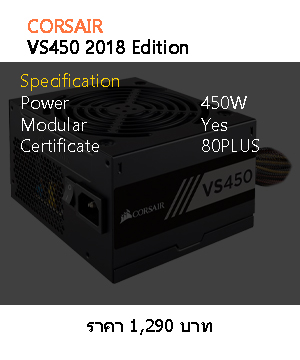 CORSAIR
VS450 2018 Edition
Specification
Power 450W
Modular Yes
Certificate 80PLUS
VS450
CORSAIR
ราคา 1,290 บาท